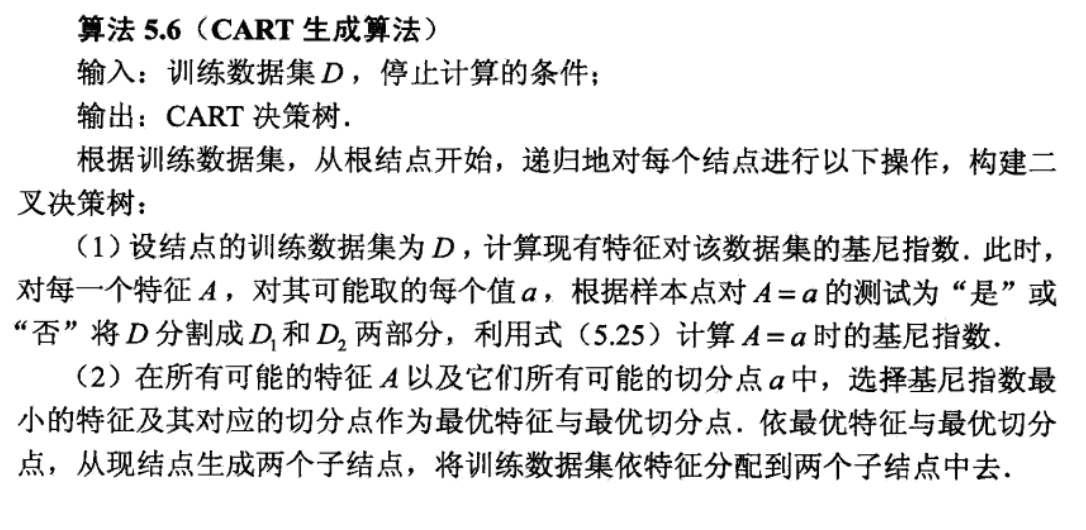 算法 5.6（CART 生成算法）
输入：训练数据集 D，停止计算的条件；
输出：CART 决策树．
根据训练数据集，从根结点开始，递归地对每个结点进行以下操作，构建二
叉决策树：
（1）设结点的训练数据集为 D，计算现有特征对该数据集的基尼指数．此时，
对每一个特征 A，对其可能取的每个值 a，根据样本点对 A = a 的测试为“是”或
“否”将 D 分割成 D₁ 和 D₂ 两部分，利用式（5.25）计算 A = a 时的基尼指数．
（2）在所有可能的特征 A 以及它们所有可能的切分点 a 中，选择基尼指数最
小的特征及其对应的切分点作为最优特征与最优切分点．依最优特征与最优切分
点，从现结点生成两个子结点，将训练数据集依特征分配到两个子结点中去．